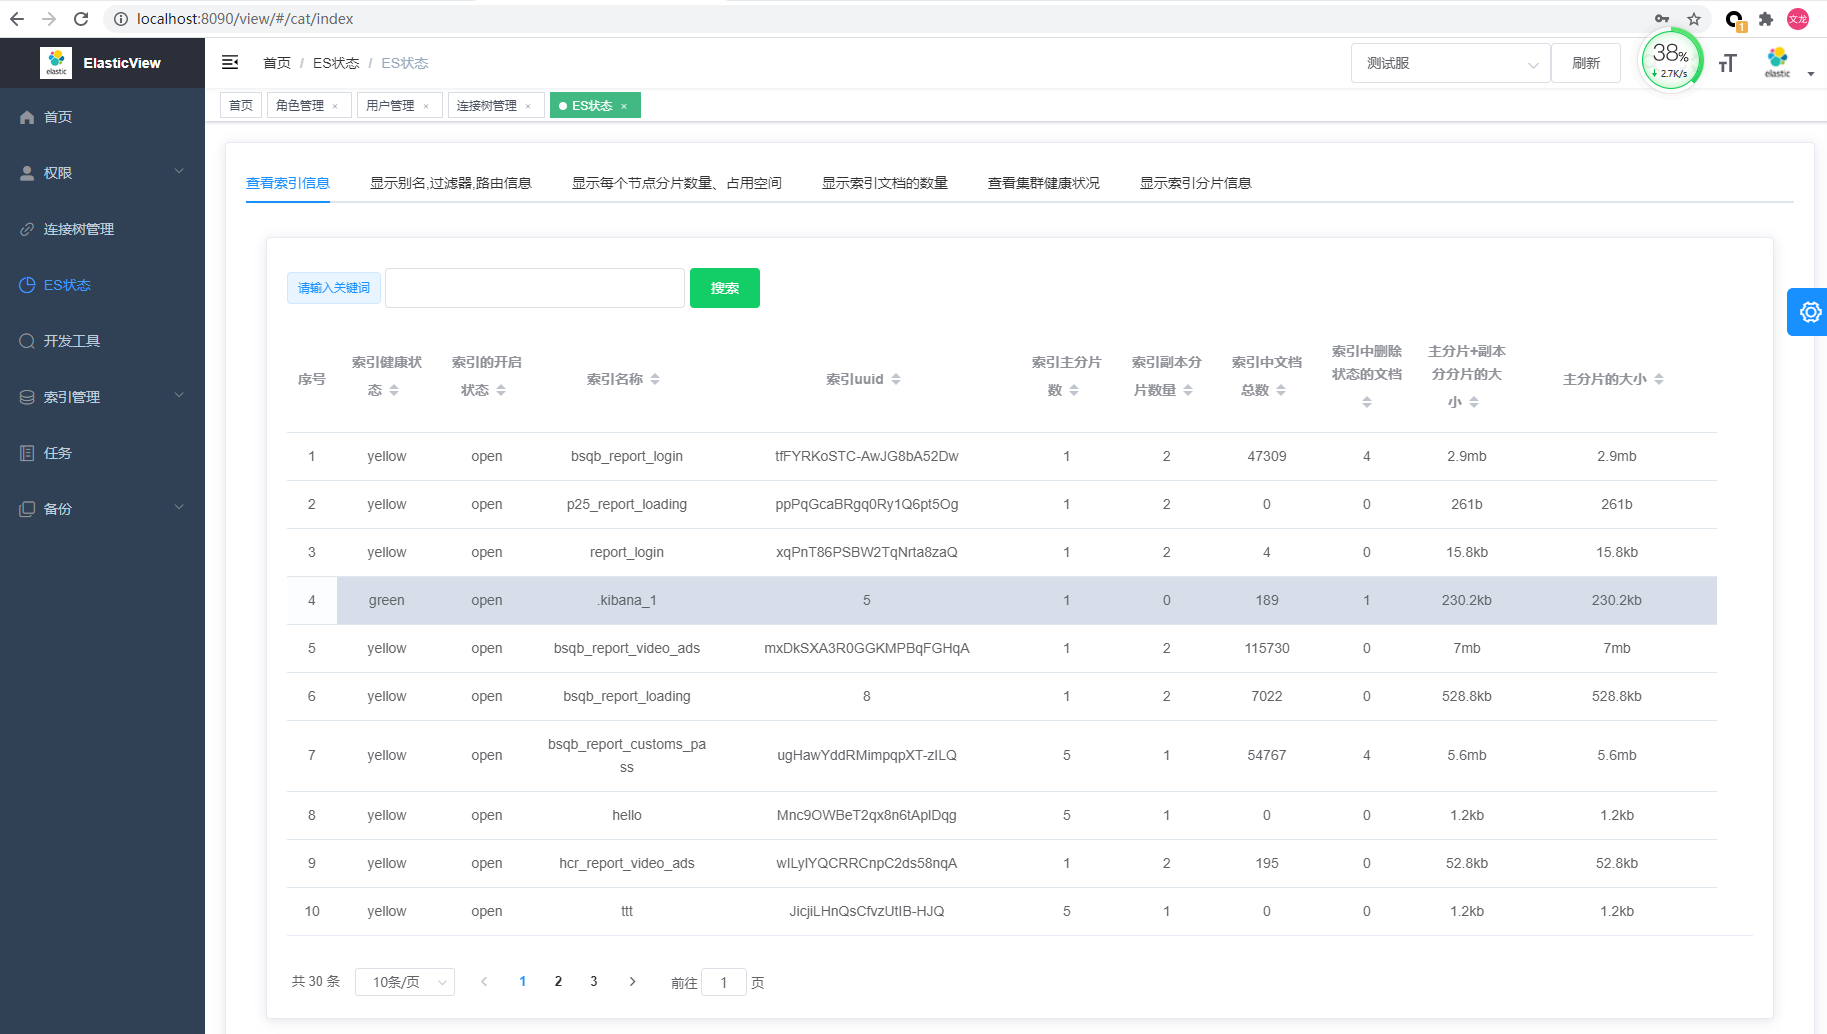 localhost:8090/view/#/cat/index
1
文龙
elastic
ElasticView
首页 / ES状态 / ES状态
测试服
刷新
38%
2.7K/s
elastic
首页
角色管理 ×
用户管理 ×
连接树管理 ×
ES状态 ×
首页
权限
连接树管理
ES状态
开发工具
索引管理
任务
备份
查看索引信息
显示别名,过滤器,路由信息
显示每个节点分片数量、占用空间
显示索引文档的数量
查看集群健康状况
显示索引分片信息
请输入关键词
搜索
序号 索引健康状态 索引的开启状态 索引名称 索引uuid 索引主分片数 索引副本分片数量 索引中文档总数 索引中删除状态的文档 主分片+副本分分片的大小 主分片的大小
1 yellow open bsqb_report_login tfFYRKoSTC-AwJG8bA52Dw 1 2 47309 4 2.9mb 2.9mb
2 yellow open p25_report_loading ppPqGcaBRgq0Ry1Q6pt5Og 1 2 0 0 261b 261b
3 yellow open report_login xqPnT86PSBW2TqNrta8zaQ 1 2 4 0 15.8kb 15.8kb
4 green open .kibana_1 5 1 0 189 1 230.2kb 230.2kb
5 yellow open bsqb_report_video_ads mxDkSXA3R0GGKMPBqFGHqA 1 2 115730 0 7mb 7mb
6 yellow open bsqb_report_loading 8 1 2 7022 0 528.8kb 528.8kb
7 yellow open bsqb_report_customs_pass ugHawYddRMimpqpXT-zILQ 5 1 54767 4 5.6mb 5.6mb
8 yellow open hello Mnc9OWBeT2qx8n6tApIDqg 5 1 0 0 1.2kb 1.2kb
9 yellow open hcr_report_video_ads wILyIYQCRRCnpC2ds58nqA 1 2 195 0 52.8kb 52.8kb
10 yellow open ttt JicjiLHnQsCfvzUtIB-HJQ 5 1 0 0 1.2kb 1.2kb
共 30 条 10条/页 1 2 3 前往 1 页